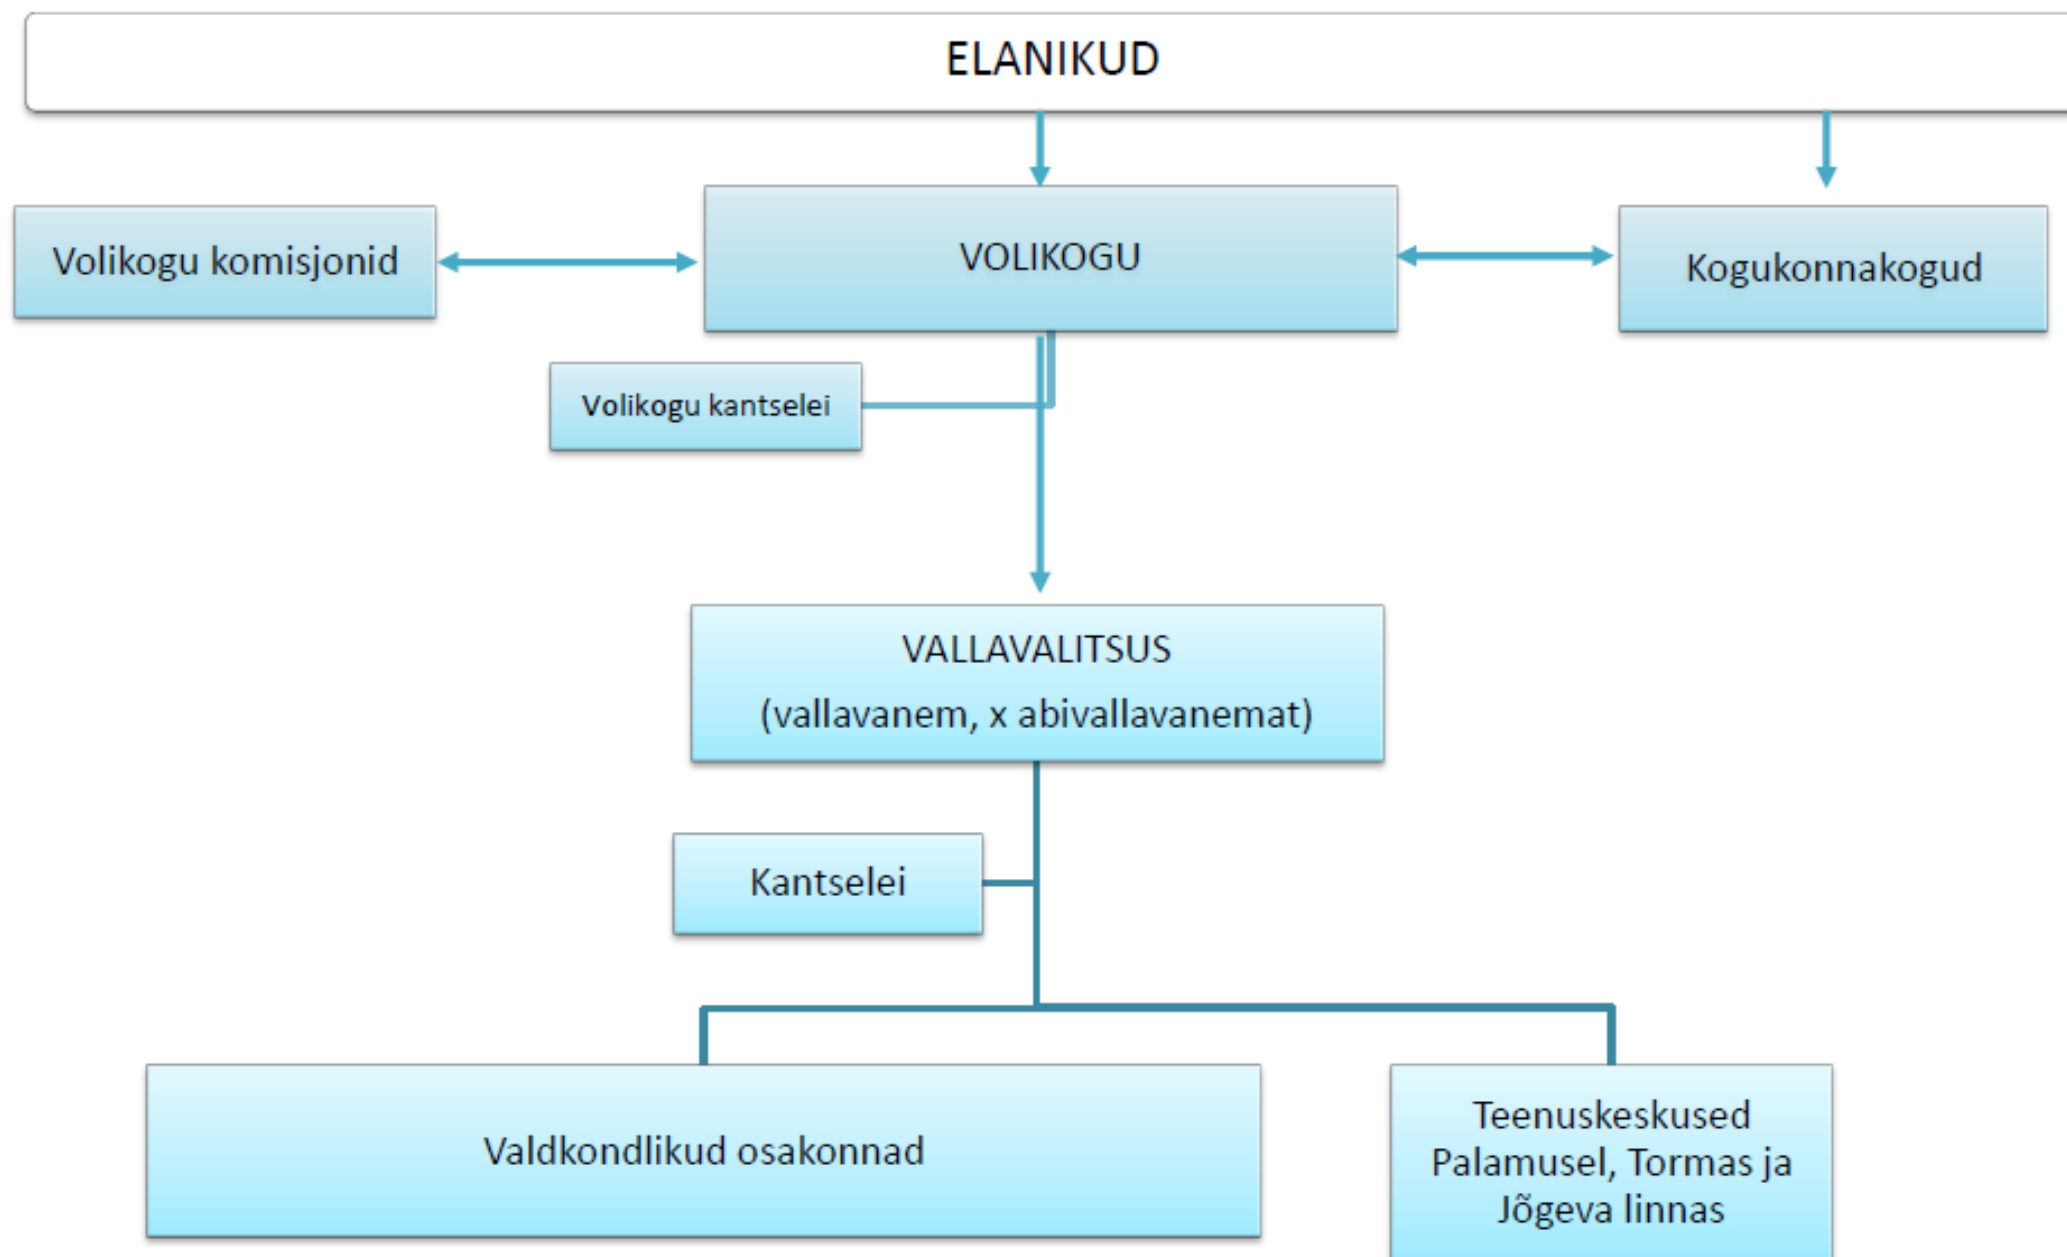 ELANIKUD
Volikogu komisjonid
VOLIKOGU
Kogukonnakogud
Volikogu kantselei
VALLAVALITSUS
(vallavanem, x abivallavanemat)
Kantselei
Valdkondlikud osakonnad
Teenuskeskused
Palamusel, Tormas ja
Jõgeva linnas